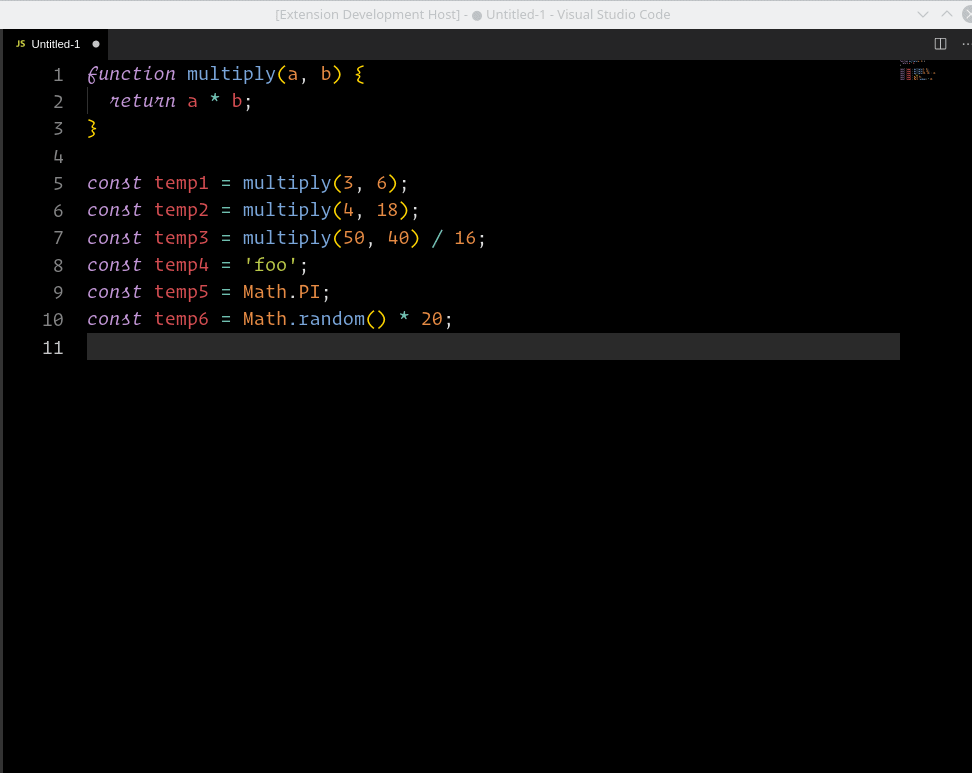 [Extension Development Host] - ● Untitled-1 - Visual Studio Code
JS Untitled-1 ●
1 function multiply(a, b) {
2   return a * b;
3 }
4
5 const temp1 = multiply(3, 6);
6 const temp2 = multiply(4, 18);
7 const temp3 = multiply(50, 40) / 16;
8 const temp4 = 'foo';
9 const temp5 = Math.PI;
10 const temp6 = Math.random() * 20;
11